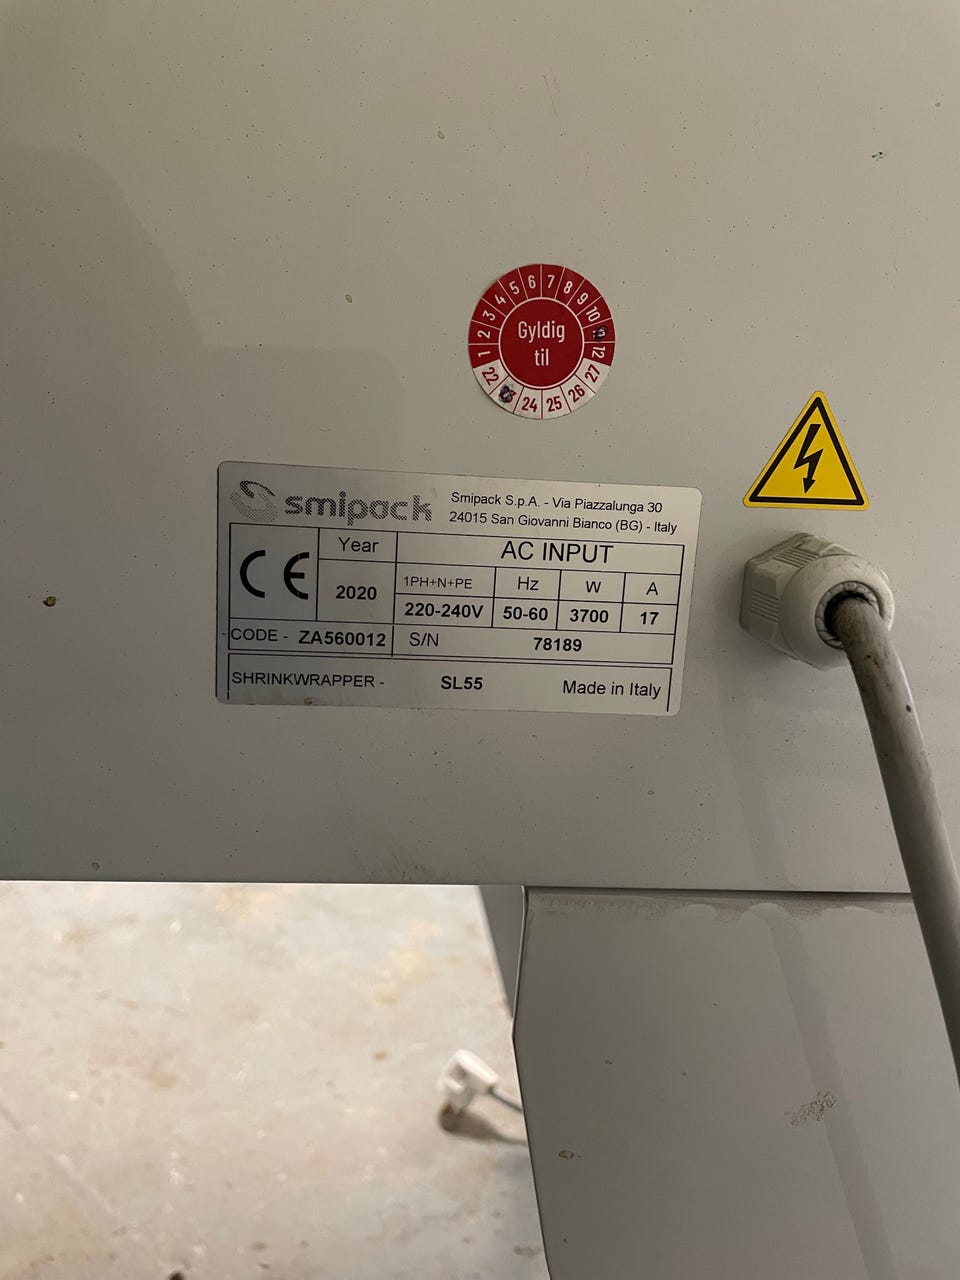 1 2 3 4 5 6 7 8 9 10 11 12
Gyldig
til
22 23 24 25 26 27
smipack
Smipack S.p.A. - Via Piazzalunga 30
24015 San Giovanni Bianco (BG) - Italy
CE
Year
AC INPUT
2020
1PH+N+PE Hz W A
220-240V 50-60 3700 17
CODE - ZA560012 S/N 78189
SHRINKWRAPPER - SL55 Made in Italy